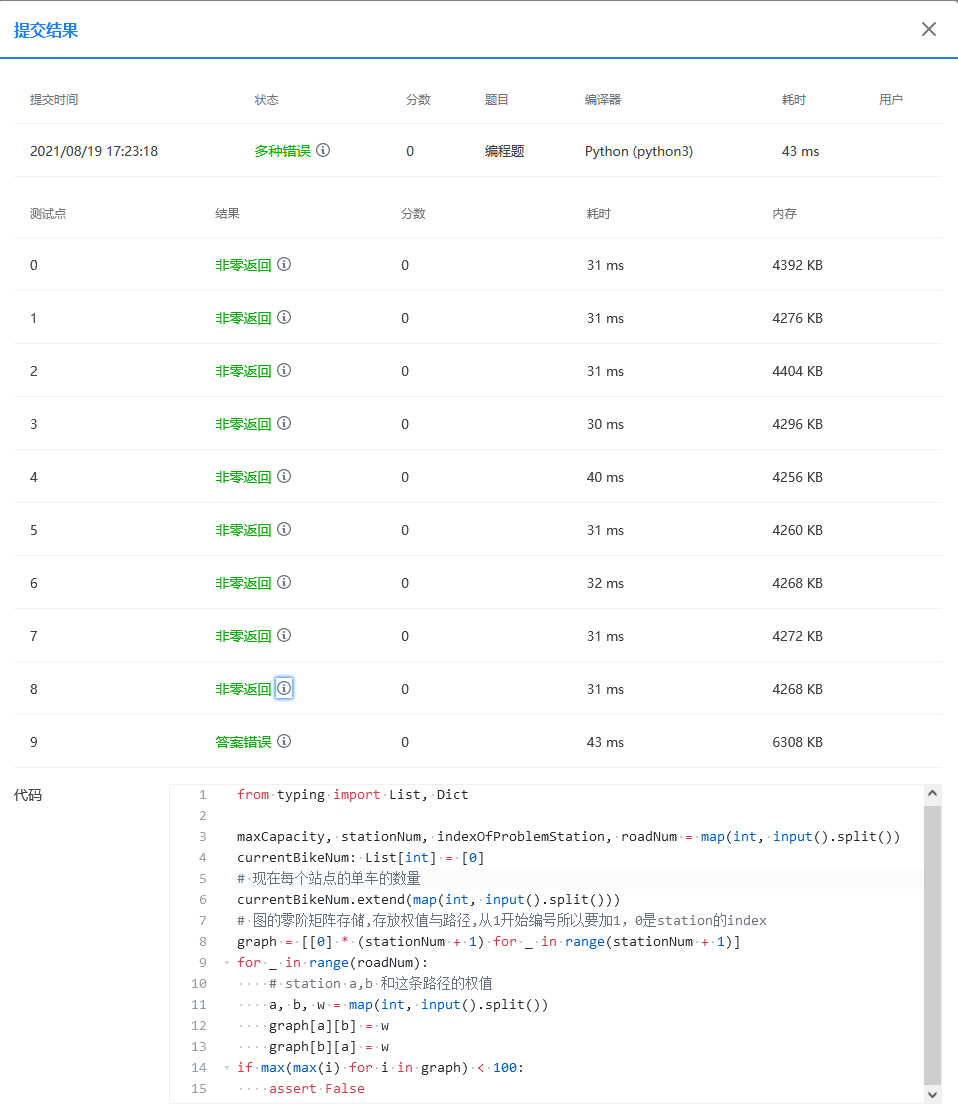 提交结果
提交时间 状态 分数 题目 编译器 耗时 用户
2021/08/19 17:23:18 多种错误 0 编程题 Python (python3) 43 ms
测试点 结果 分数 耗时 内存
0 非零返回 0 31 ms 4392 KB
1 非零返回 0 31 ms 4276 KB
2 非零返回 0 31 ms 4404 KB
3 非零返回 0 30 ms 4296 KB
4 非零返回 0 40 ms 4256 KB
5 非零返回 0 31 ms 4260 KB
6 非零返回 0 32 ms 4268 KB
7 非零返回 0 31 ms 4272 KB
8 非零返回 0 31 ms 4268 KB
9 答案错误 0 43 ms 6308 KB
代码
1 from typing import List, Dict
2
3 maxCapacity, stationNum, indexOfProblemStation, roadNum = map(int, input().split())
4 currentBikeNum: List[int] = [0]
5 # 现在每个站点的单车的数量
6 currentBikeNum.extend(map(int, input().split()))
7 # 图的零阶矩阵存储,存放权值与路径,从1开始编号所以要加1，0是station的index
8 graph = [[0] * (stationNum + 1) for _ in range(stationNum + 1)]
9 for _ in range(roadNum):
10 # station a,b 和这条路径的权值
11 a, b, w = map(int, input().split())
12 graph[a][b] = w
13 graph[b][a] = w
14 if max(max(i) for i in graph) < 100:
15 assert False